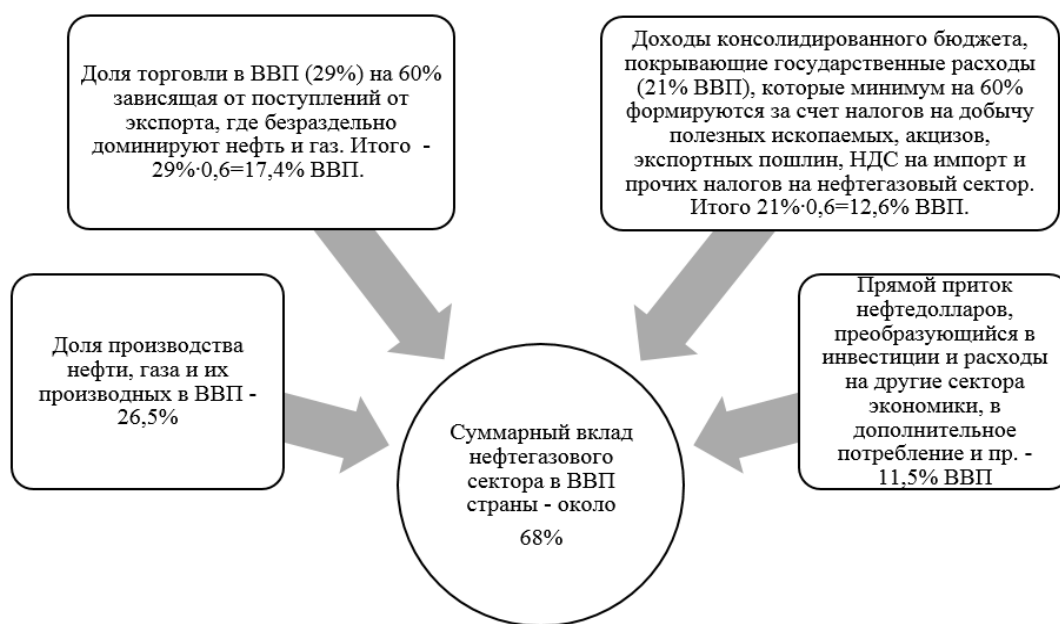 Доля торговли в ВВП (29%) на 60%
зависящая от поступлений от
экспорта, где безраздельно
доминируют нефть и газ. Итого  -
29%·0,6=17,4% ВВП.
Доходы консолидированного бюджета,
покрывающие государственные расходы
(21% ВВП), которые минимум на 60%
формируются за счет налогов на добычу
полезных ископаемых, акцизов,
экспортных пошлин, НДС на импорт и
прочих налогов на нефтегазовый сектор.
Итого 21%·0,6=12,6% ВВП.
Доля производства
нефти, газа и их
производных в ВВП -
26,5%
Прямой приток
нефтедолларов,
преобразующийся в
инвестиции и расходы
на другие сектора
экономики, в
дополнительное
потребление и пр. -
11,5% ВВП
Суммарный вклад
нефтегазового
сектора в ВВП
страны - около
68%